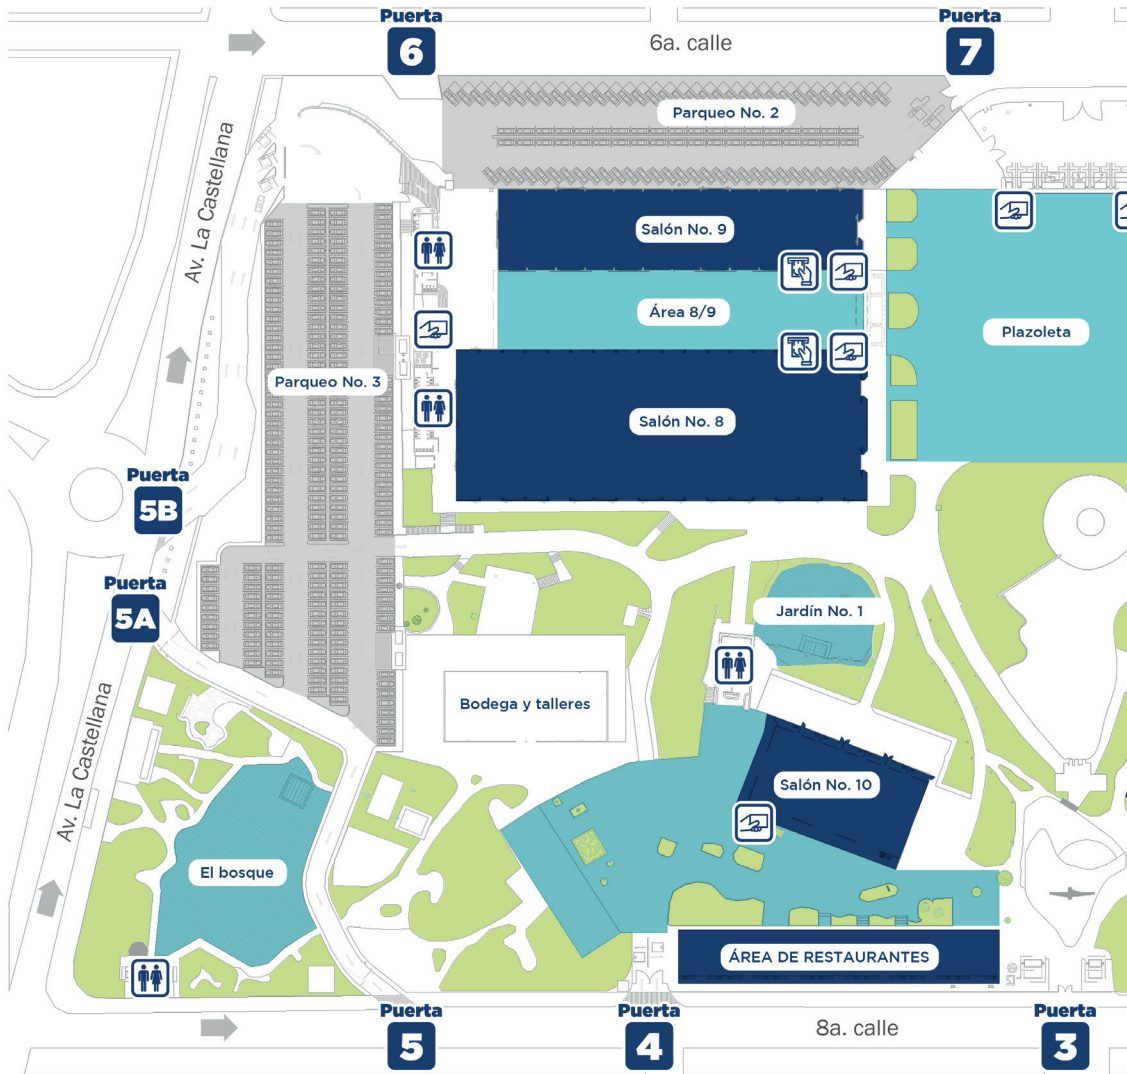 Puerta
6
6a. calle
Puerta
7
Parqueo No. 2
Av. La Castellana
Salón No. 9
Área 8/9
Plazoleta
Parqueo No. 3
Salón No. 8
Puerta
5B
Puerta
5A
Jardín No. 1
Bodega y talleres
Av. La Castellana
Salón No. 10
El bosque
ÁREA DE RESTAURANTES
Puerta
5
Puerta
4
8a. calle
Puerta
3